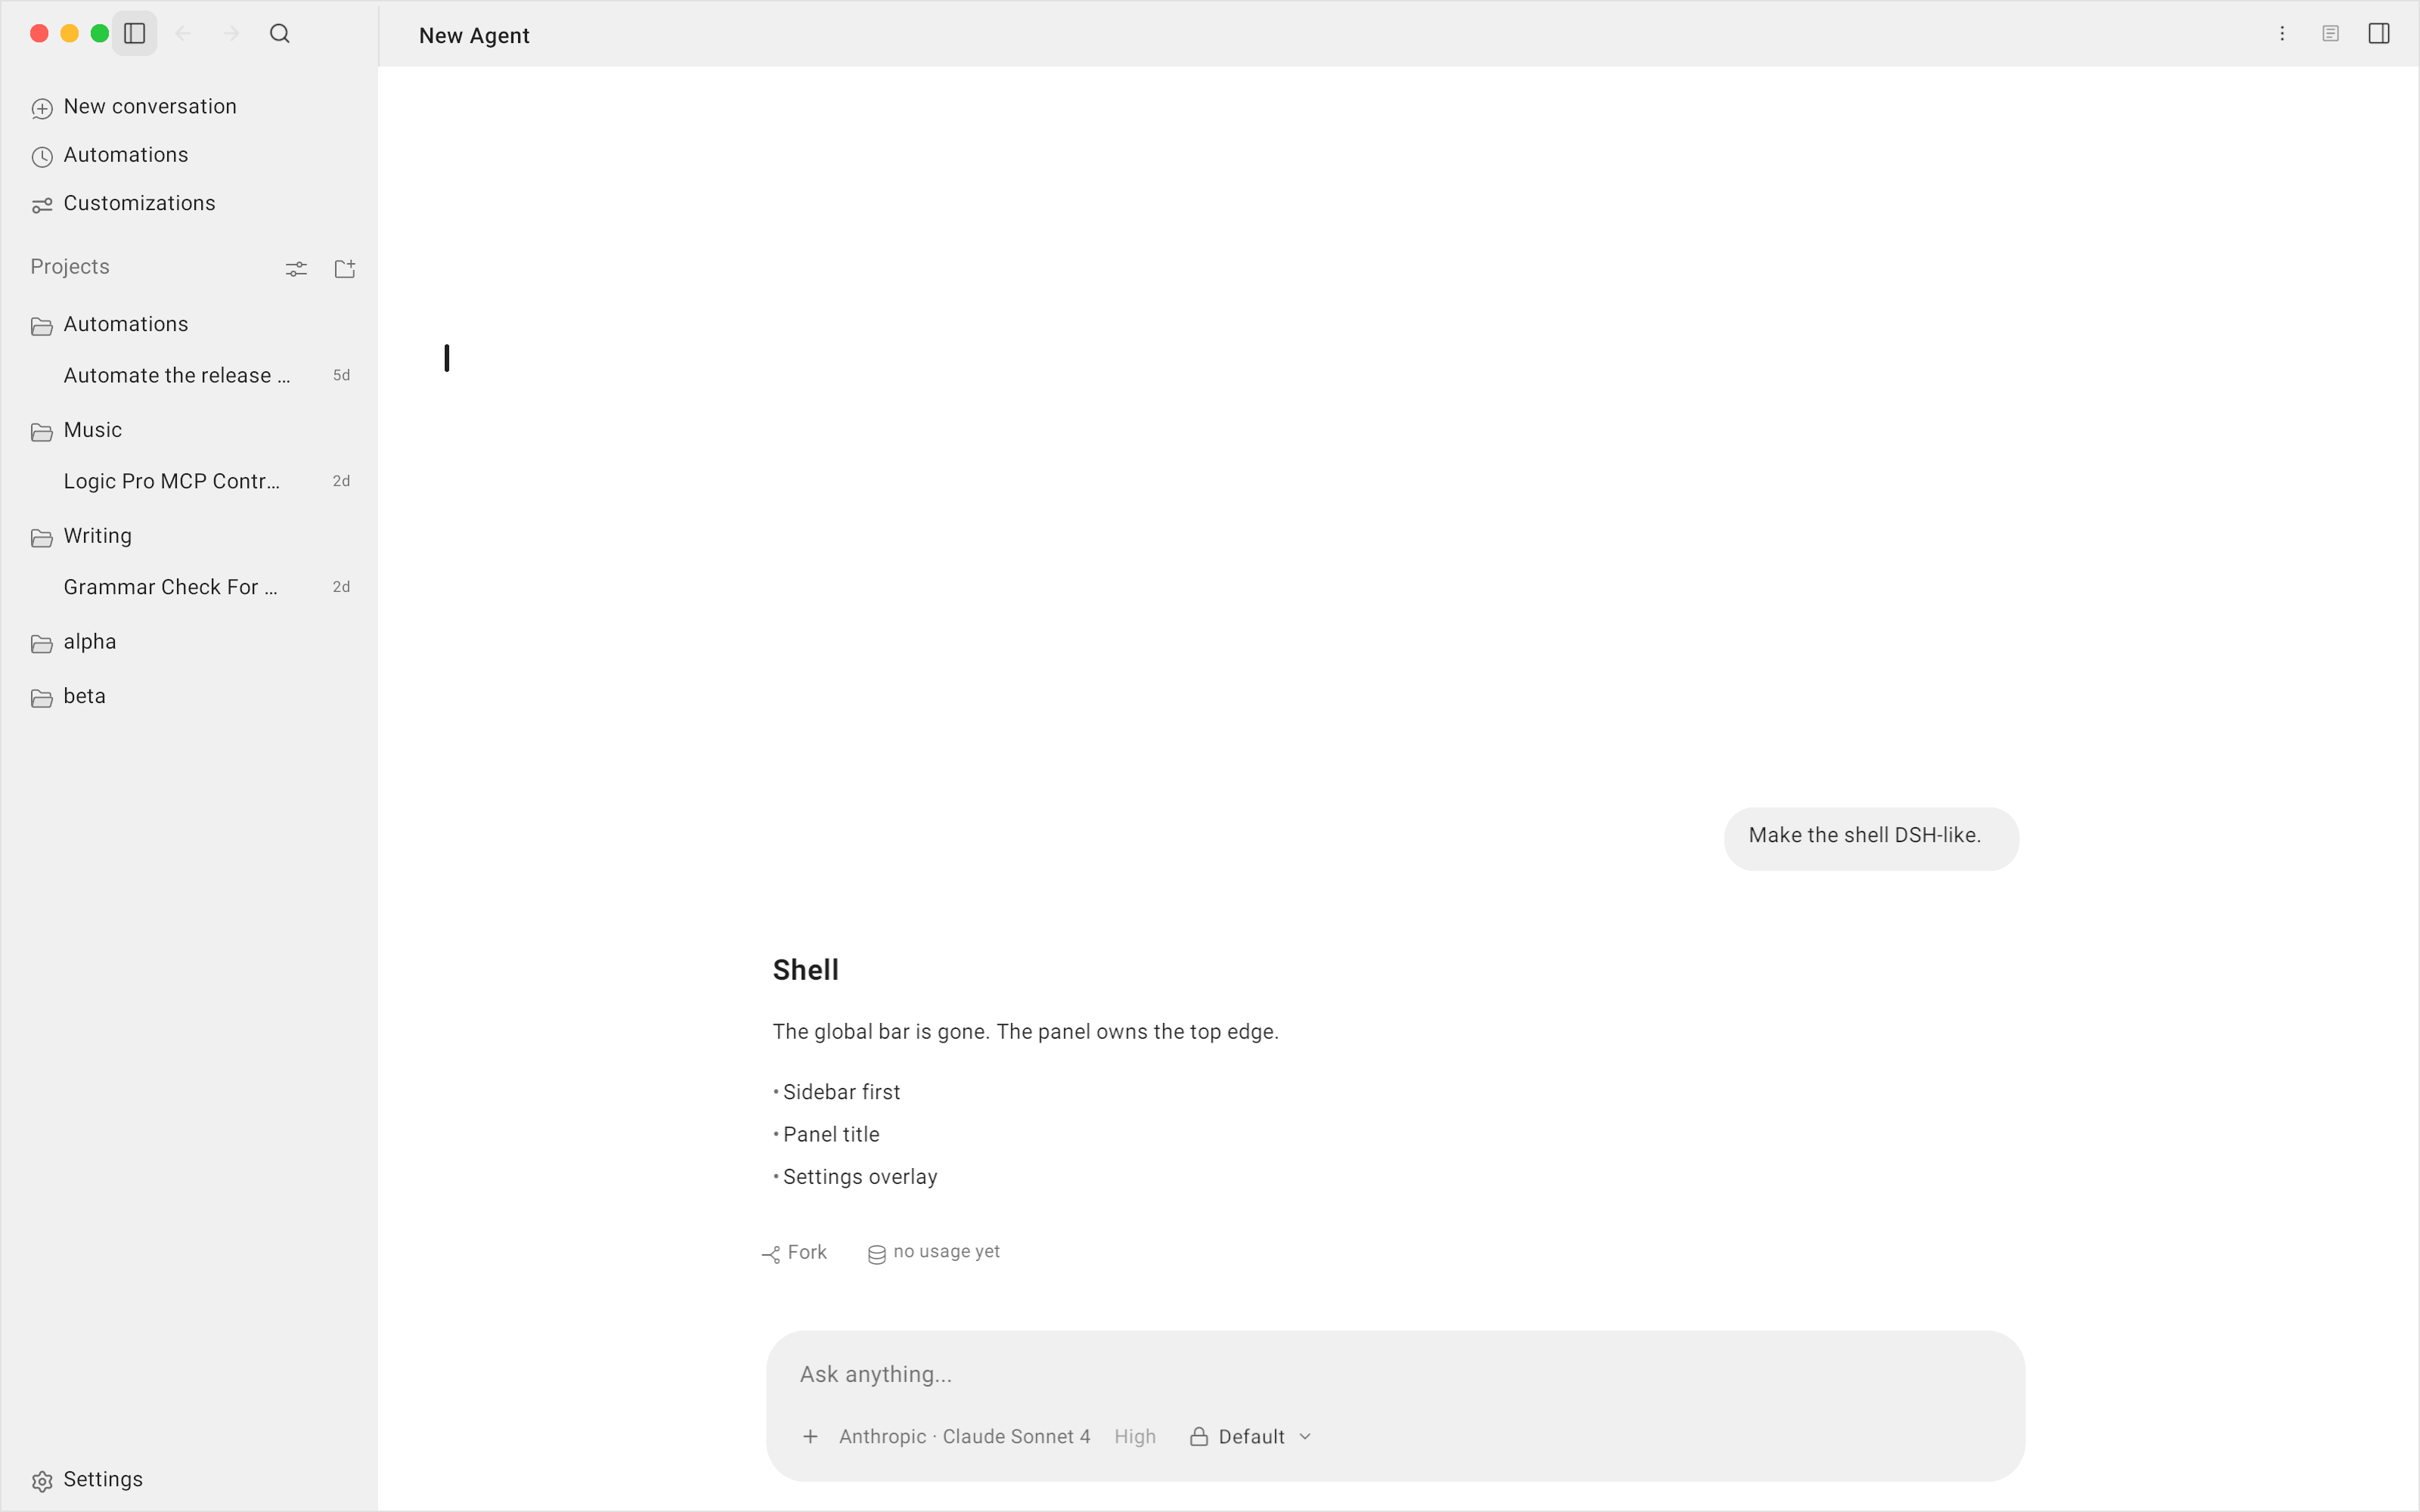 New Agent
New conversation
Automations
Customizations
Projects
Automations
Automate the release ... 5d
Music
Logic Pro MCP Contr... 2d
Writing
Grammar Check For ... 2d
alpha
beta
Settings
Make the shell DSH-like.
Shell
The global bar is gone. The panel owns the top edge.
• Sidebar first
• Panel title
• Settings overlay
Fork no usage yet
Ask anything...
Anthropic · Claude Sonnet 4 High Default